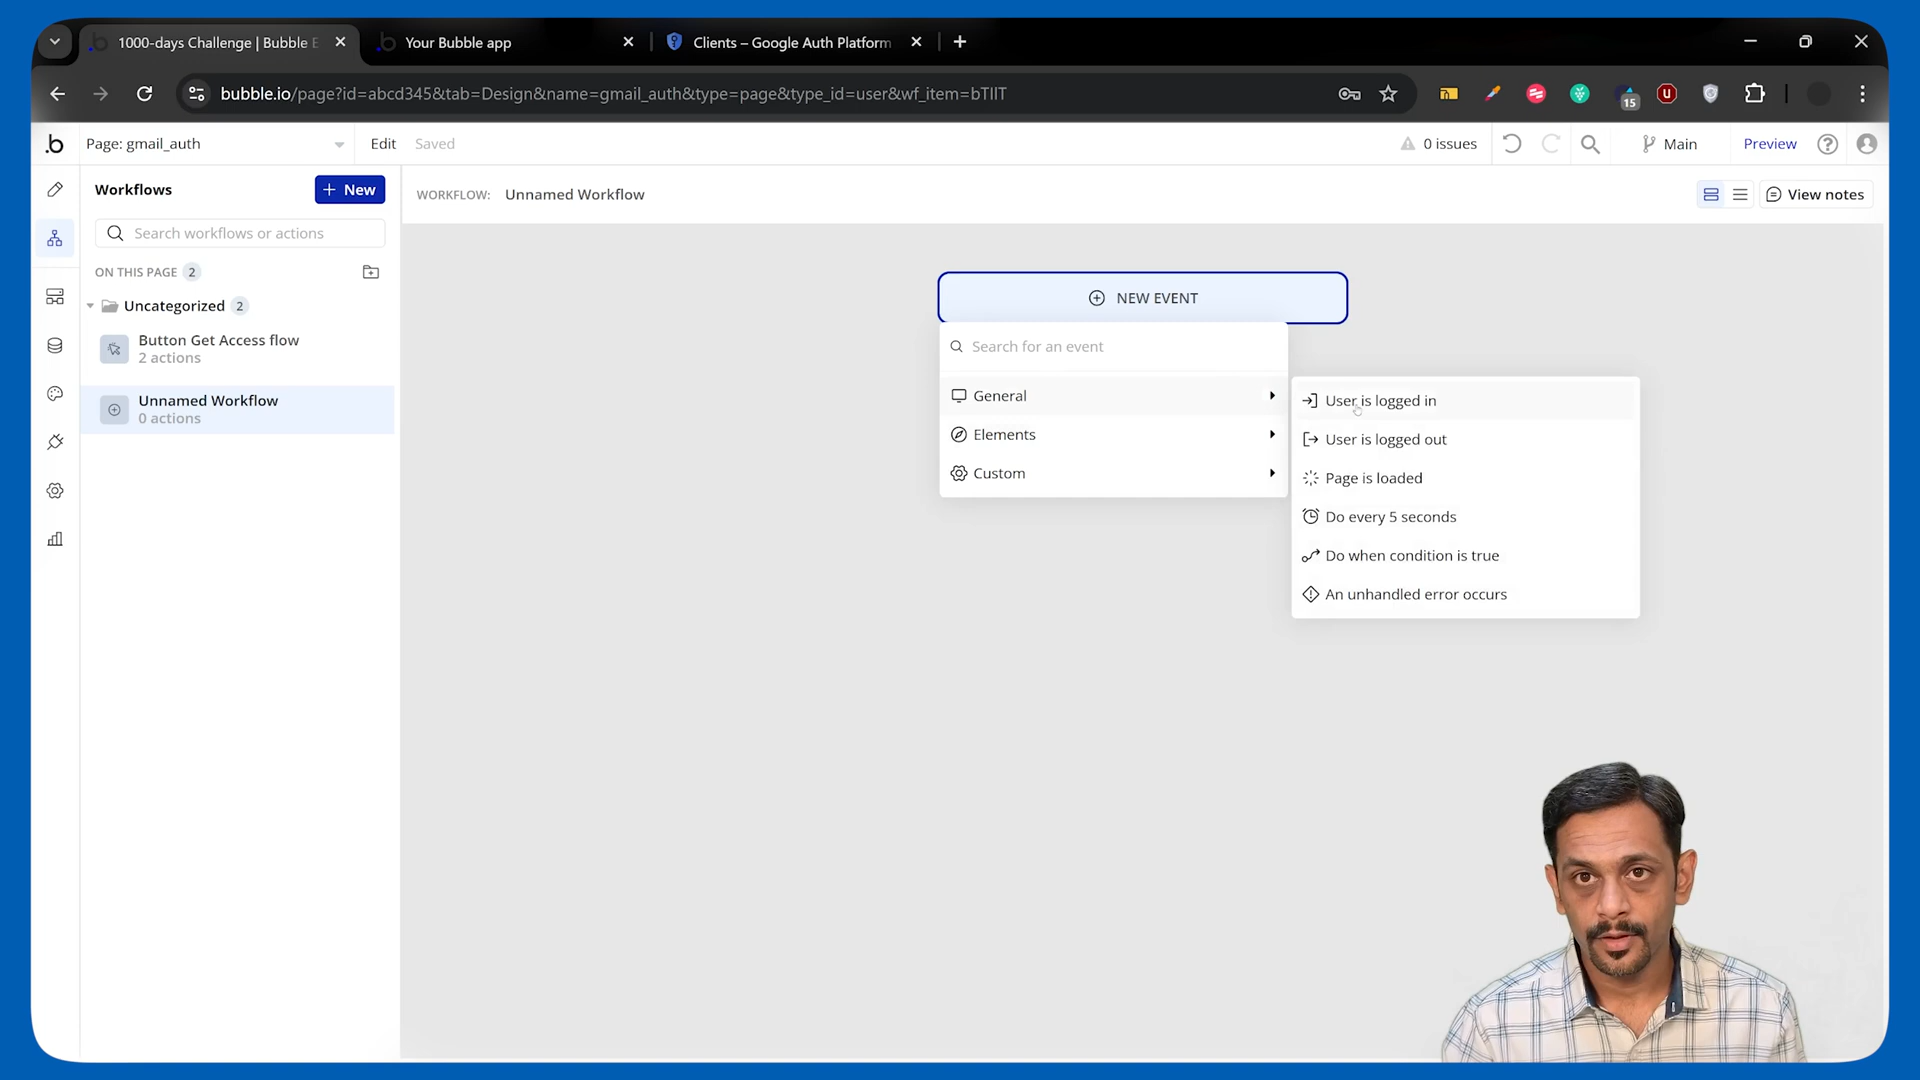 1000-days Challenge | Bubble E
Your Bubble app
Clients – Google Auth Platform
bubble.io/page?id=abcd345&tab=Design&name=gmail_auth&type=page&type_id=user&wf_item=bTIIT
15
.b
Page: gmail_auth
Edit
Saved
0 issues
Main
Preview
Workflows
+ New
WORKFLOW:
Unnamed Workflow
View notes
Search workflows or actions
ON THIS PAGE 2
Uncategorized 2
Button Get Access flow
2 actions
Unnamed Workflow
0 actions
NEW EVENT
Search for an event
General
Elements
Custom
User is logged in
User is logged out
Page is loaded
Do every 5 seconds
Do when condition is true
An unhandled error occurs